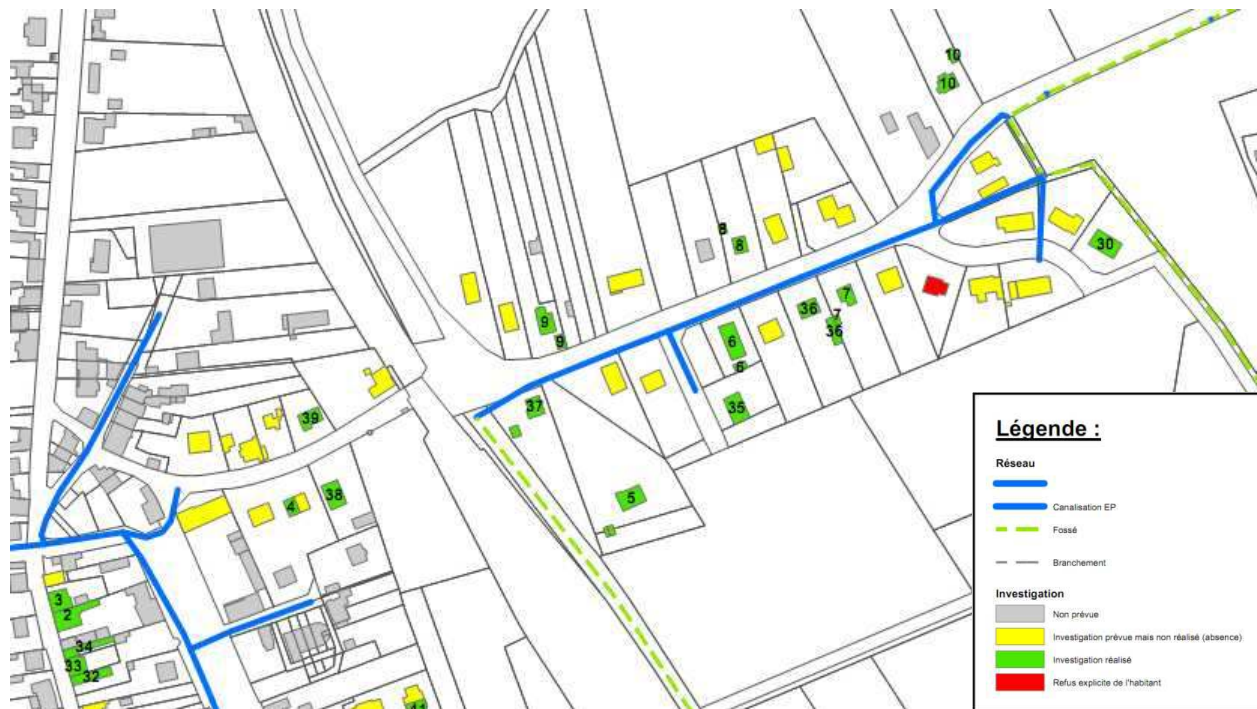 10
10
8
8
30
36
7
7
36
9
9
6
6
37
35
39
5
38
4
3
2
34
33
32
11
Légende :
Réseau
Canalisation EP
Fossé
Branchement
Investigation
Non prévue
Investigation prévue mais non réalisé (absence)
Investigation réalisé
Refus explicite de l'habitant